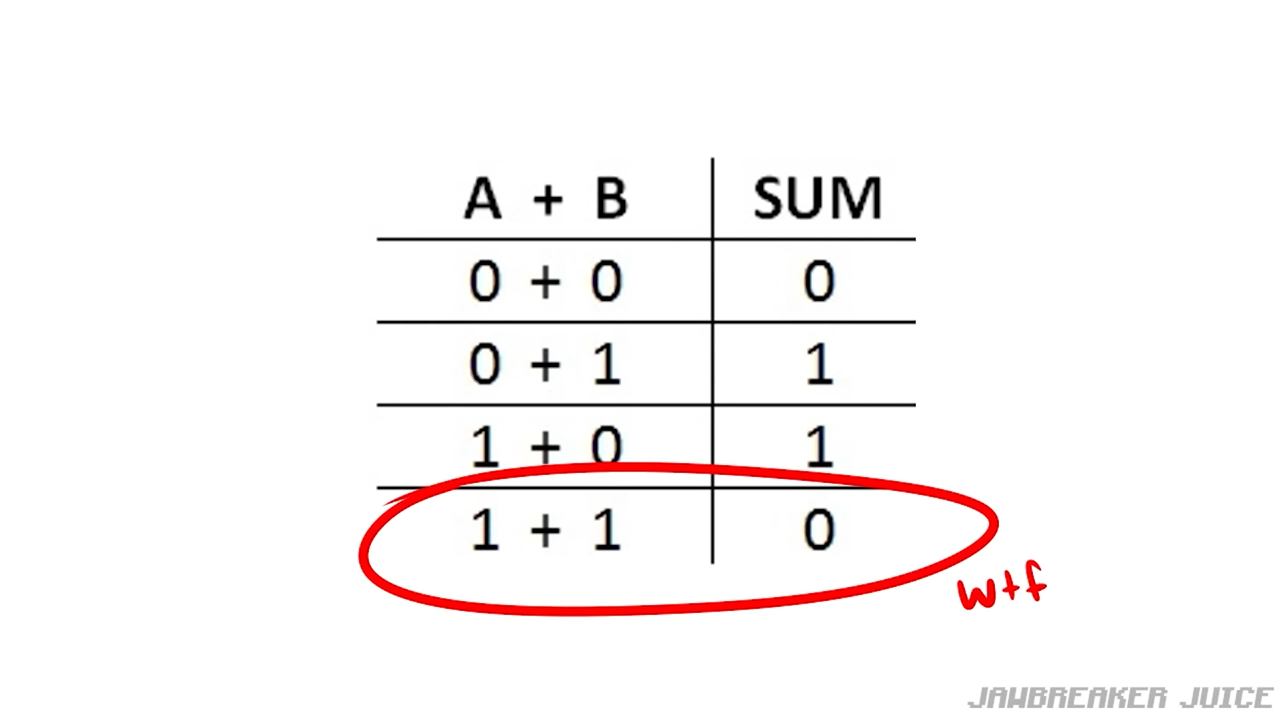 A + B SUM
0 + 0 0
0 + 1 1
1 + 0 1
1 + 1 0
wtf
JAWBREAKER JUICE